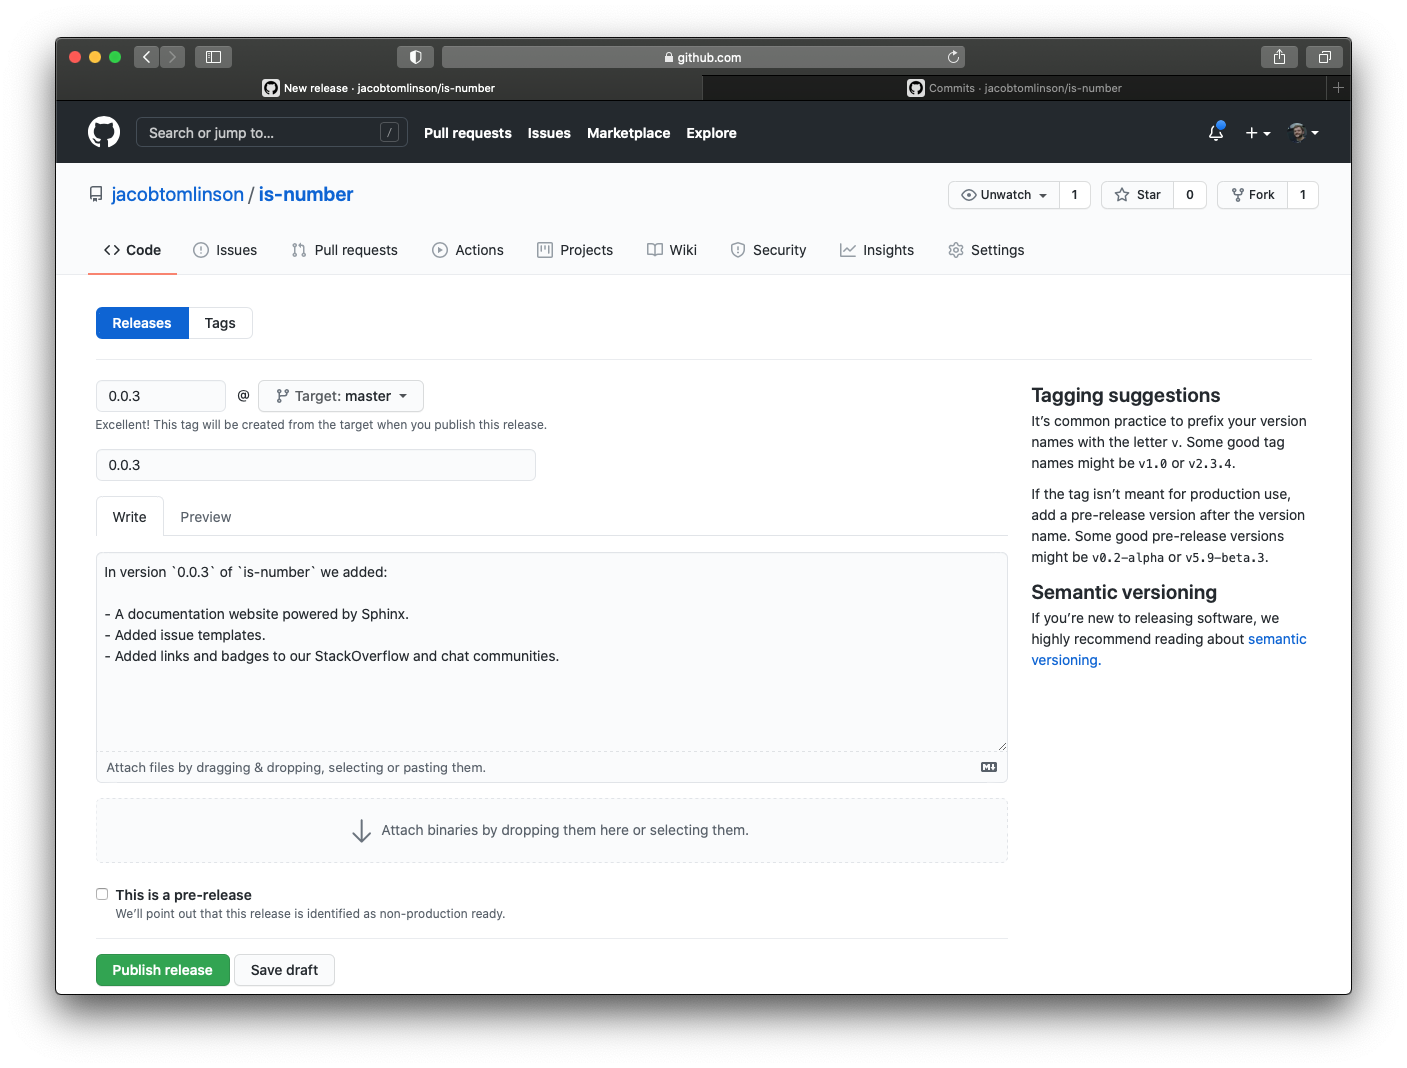 github.com
New release · jacobtomlinson/is-number
Commits · jacobtomlinson/is-number
Search or jump to... /
Pull requests Issues Marketplace Explore
jacobtomlinson / is-number
Unwatch 1 Star 0 Fork 1
Code Issues Pull requests Actions Projects Wiki Security Insights Settings
Releases Tags
0.0.3 @ Target: master
Excellent! This tag will be created from the target when you publish this release.
0.0.3
Write Preview
In version `0.0.3` of `is-number` we added:
- A documentation website powered by Sphinx.
- Added issue templates.
- Added links and badges to our StackOverflow and chat communities.
Attach files by dragging & dropping, selecting or pasting them.
Attach binaries by dropping them here or selecting them.
This is a pre-release
We’ll point out that this release is identified as non-production ready.
Publish release Save draft
Tagging suggestions
It’s common practice to prefix your version
names with the letter v. Some good tag
names might be v1.0 or v2.3.4.
If the tag isn’t meant for production use,
add a pre-release version after the version
name. Some good pre-release versions
might be v0.2-alpha or v5.9-beta.3.
Semantic versioning
If you’re new to releasing software, we
highly recommend reading about semantic
versioning.